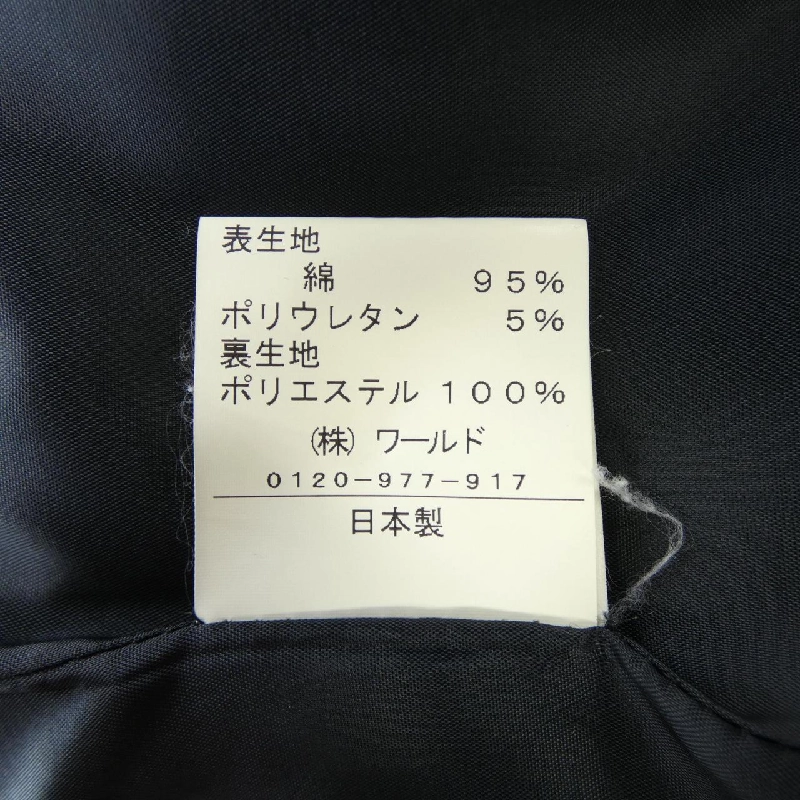 表生地
綿 95%
ポリウレタン 5%
裏生地
ポリエステル 100%
(株) ワールド
0120-977-917
日本製